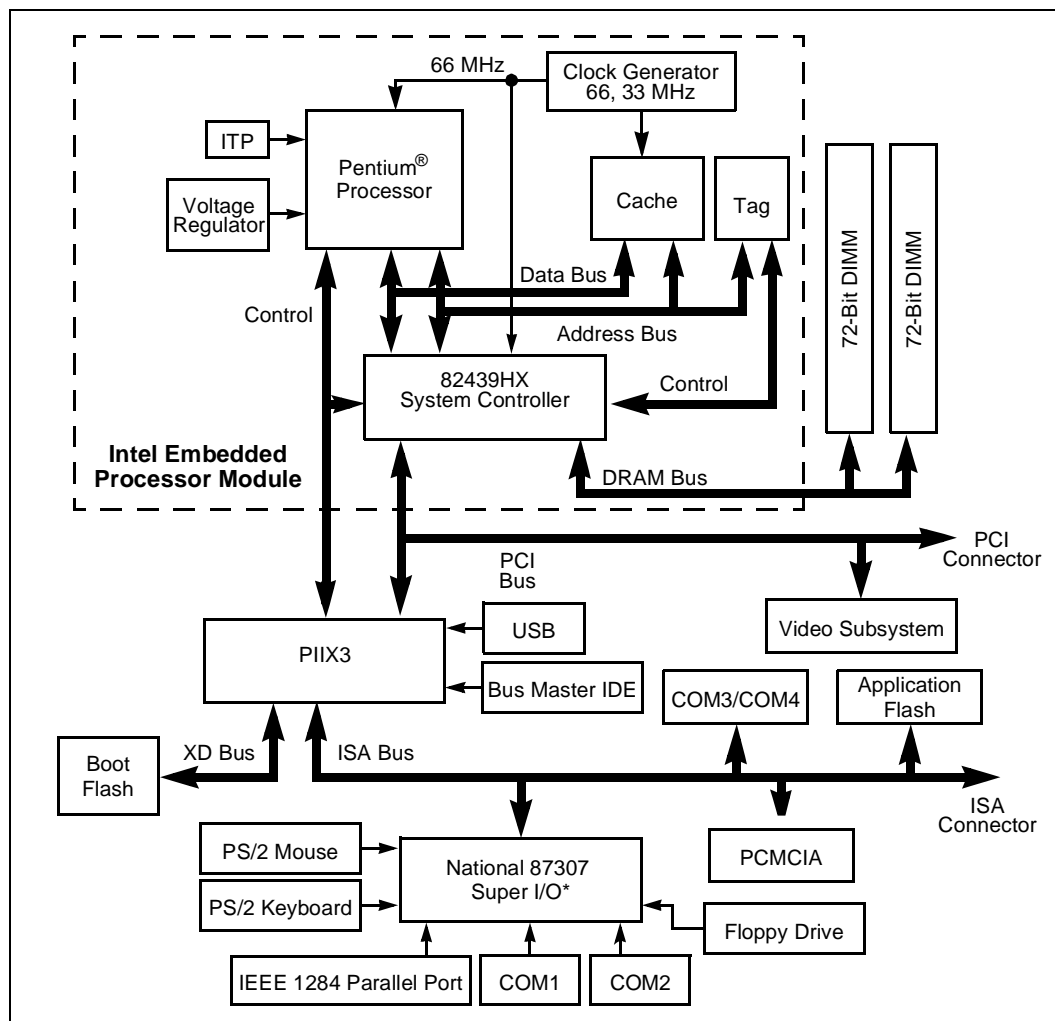 66 MHz
Clock Generator
66, 33 MHz
ITP
Pentium®
Processor
Voltage
Regulator
Cache
Tag
72-Bit DIMM
72-Bit DIMM
Data Bus
Control
Address Bus
82439HX
System Controller
Control
Intel Embedded
Processor Module
DRAM Bus
PCI
Bus
PCI
Connector
USB
Video Subsystem
PIIX3
Bus Master IDE
COM3/COM4
Application
Flash
XD Bus
ISA Bus
Boot
Flash
ISA
Connector
PS/2 Mouse
National 87307
Super I/O*
PCMCIA
PS/2 Keyboard
Floppy Drive
IEEE 1284 Parallel Port
COM1
COM2